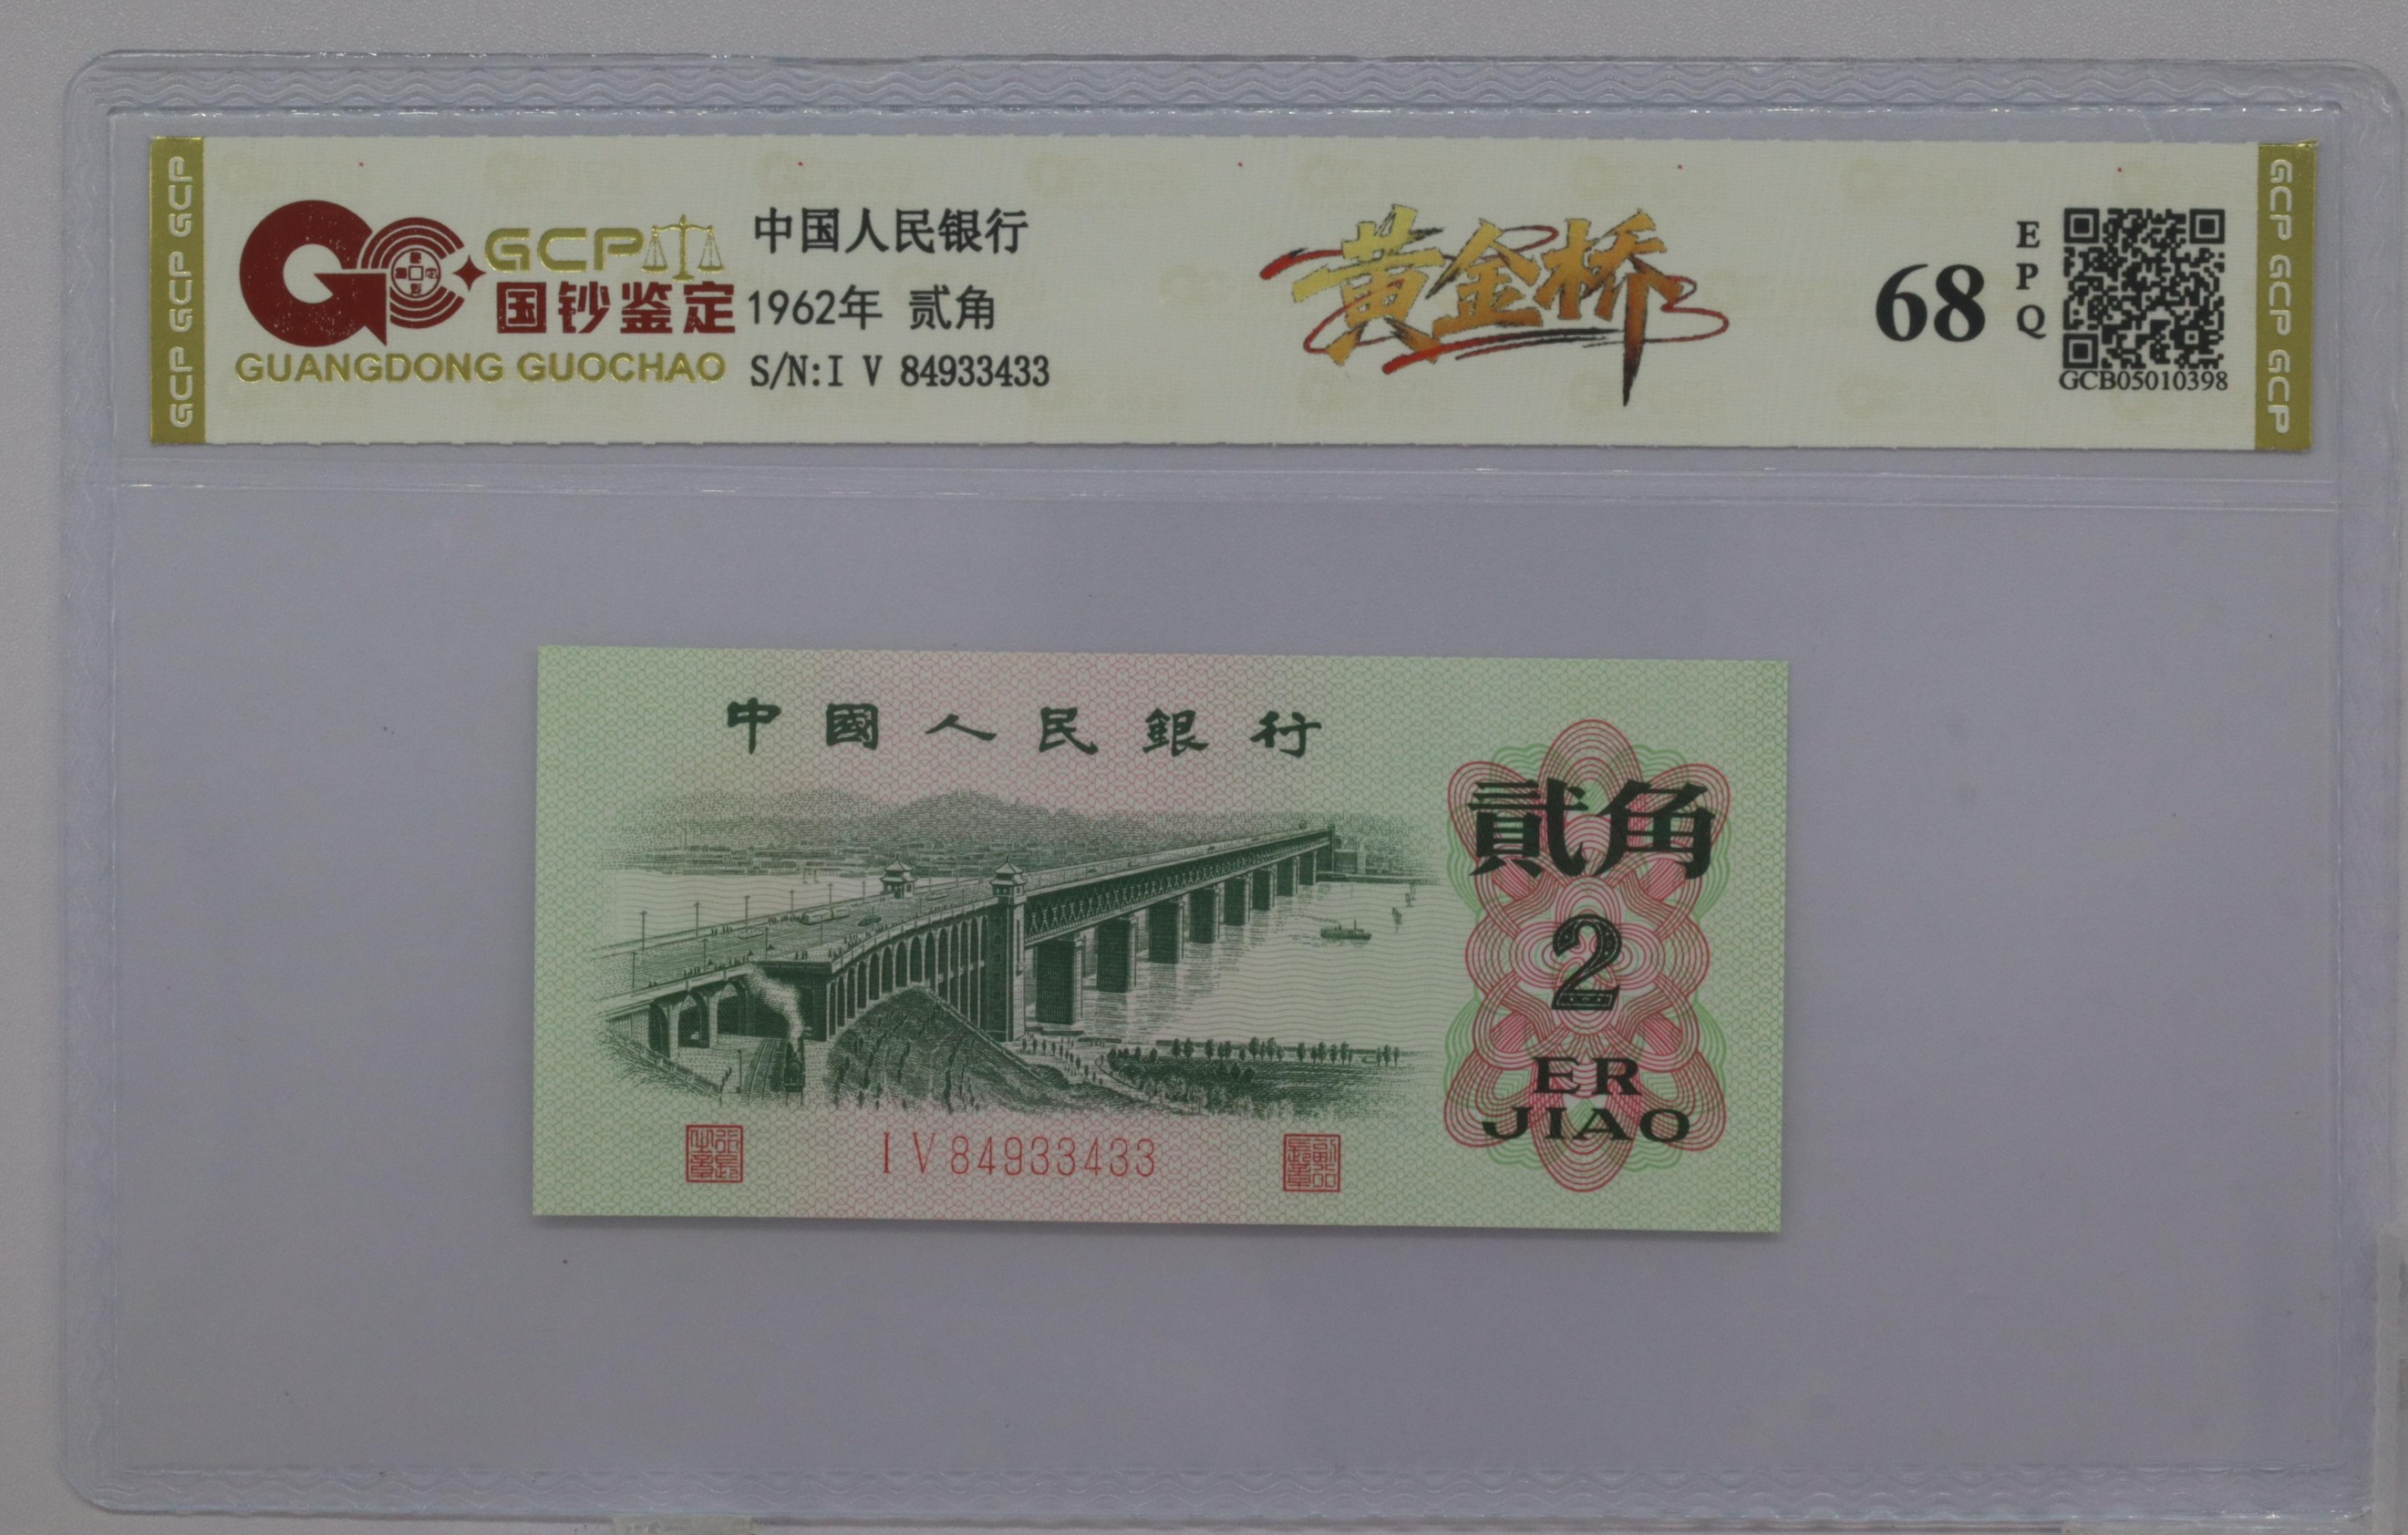 GCP GCP GCP
GCP
国钞鉴定
GUANGDONG GUOCHAO
中国人民银行
1962年 贰角
S/N:I V 84933433
黄金桥
68
EPQ
GCB05010398
GCP GCP GCP
中國人民銀行
貳角
2
ER
JIAO
I V 84933433